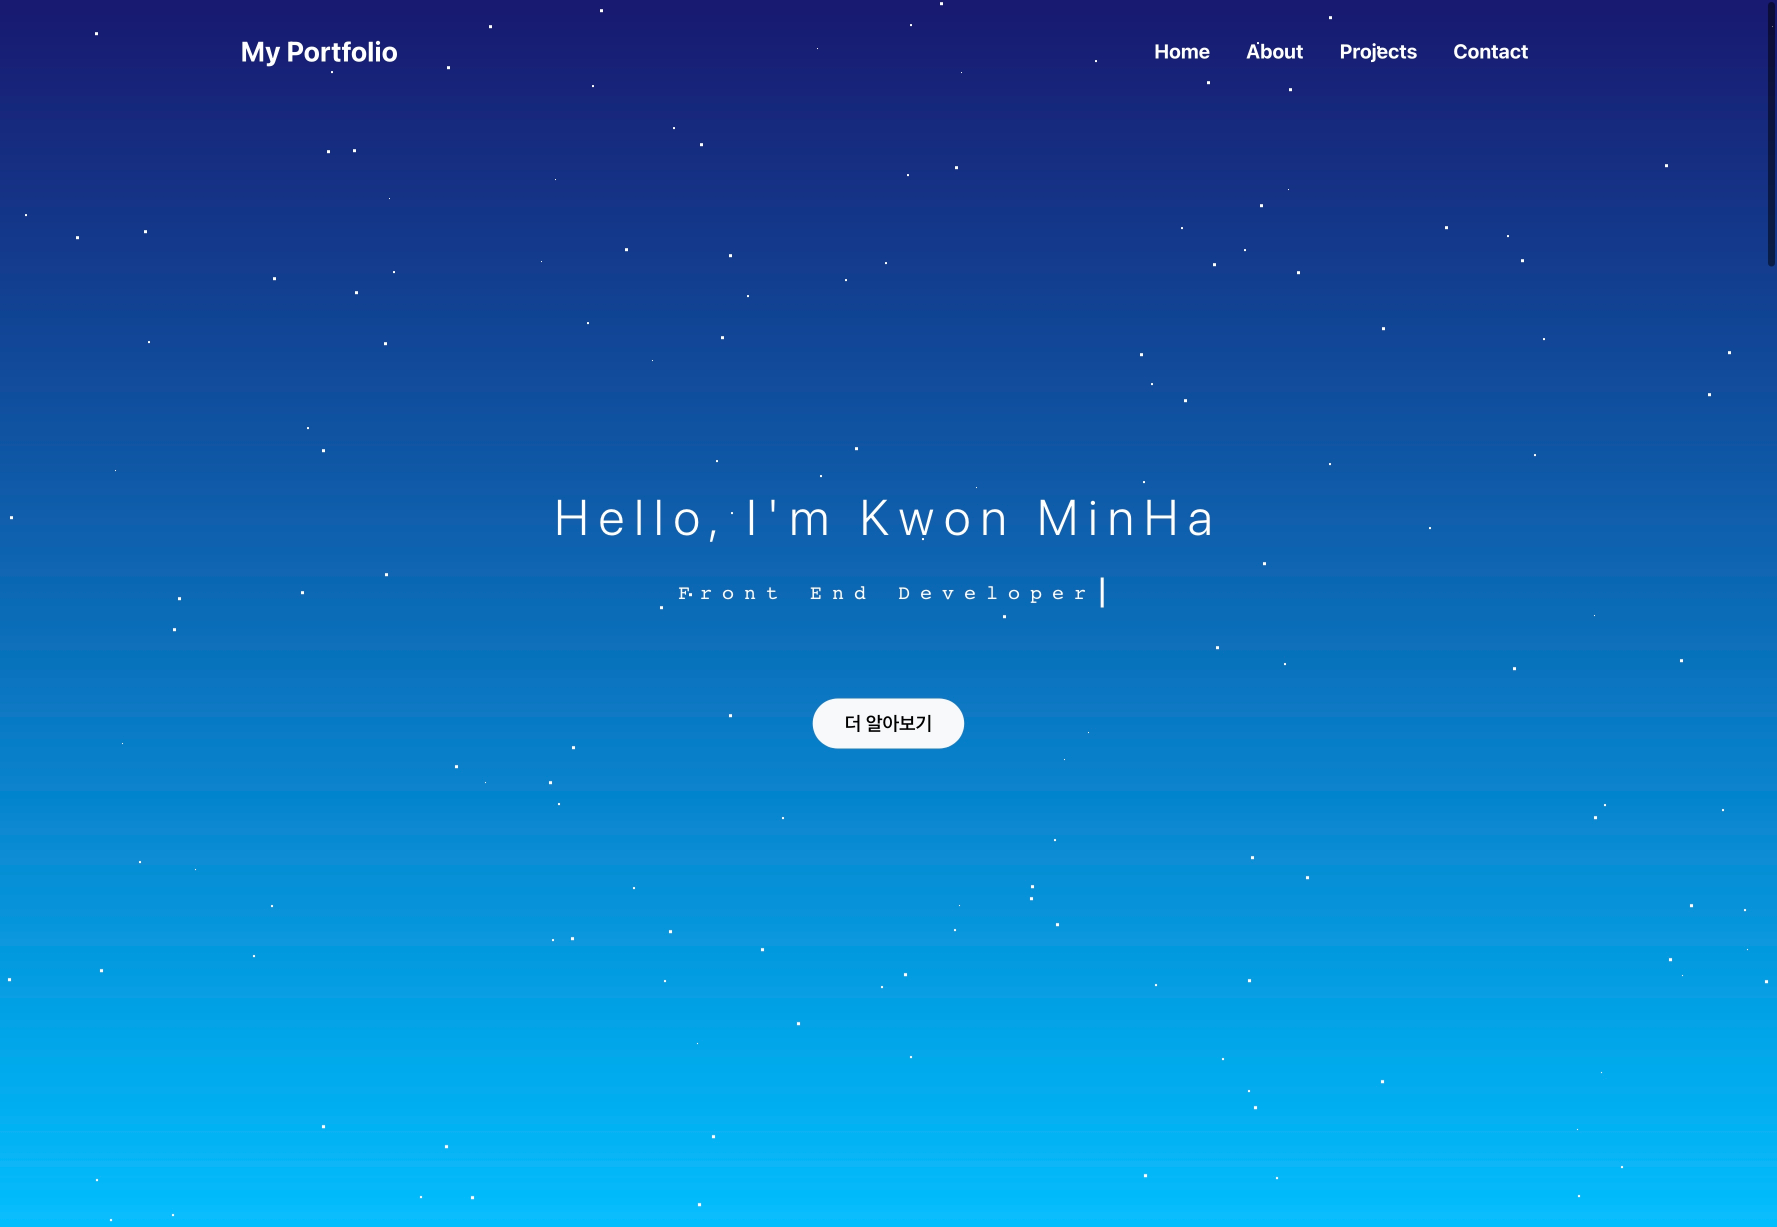 My Portfolio
Home About Projects Contact
Hello, I'm Kwon MinHa
Front End Developer
더 알아보기